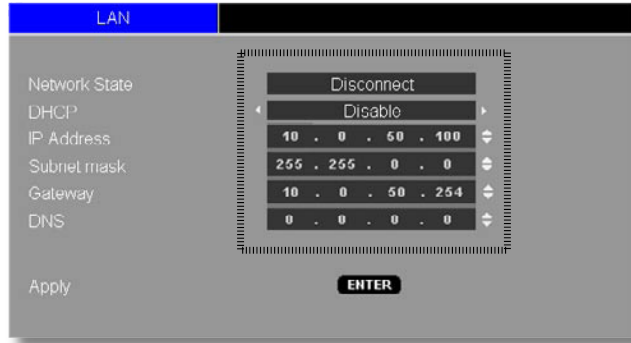 LAN
Network State Disconnect
DHCP Disable
IP Address 10 . 0 . 50 . 100
Subnet mask 255 . 255 . 0 . 0
Gateway 10 . 0 . 50 . 254
DNS 0 . 0 . 0 . 0
Apply ENTER